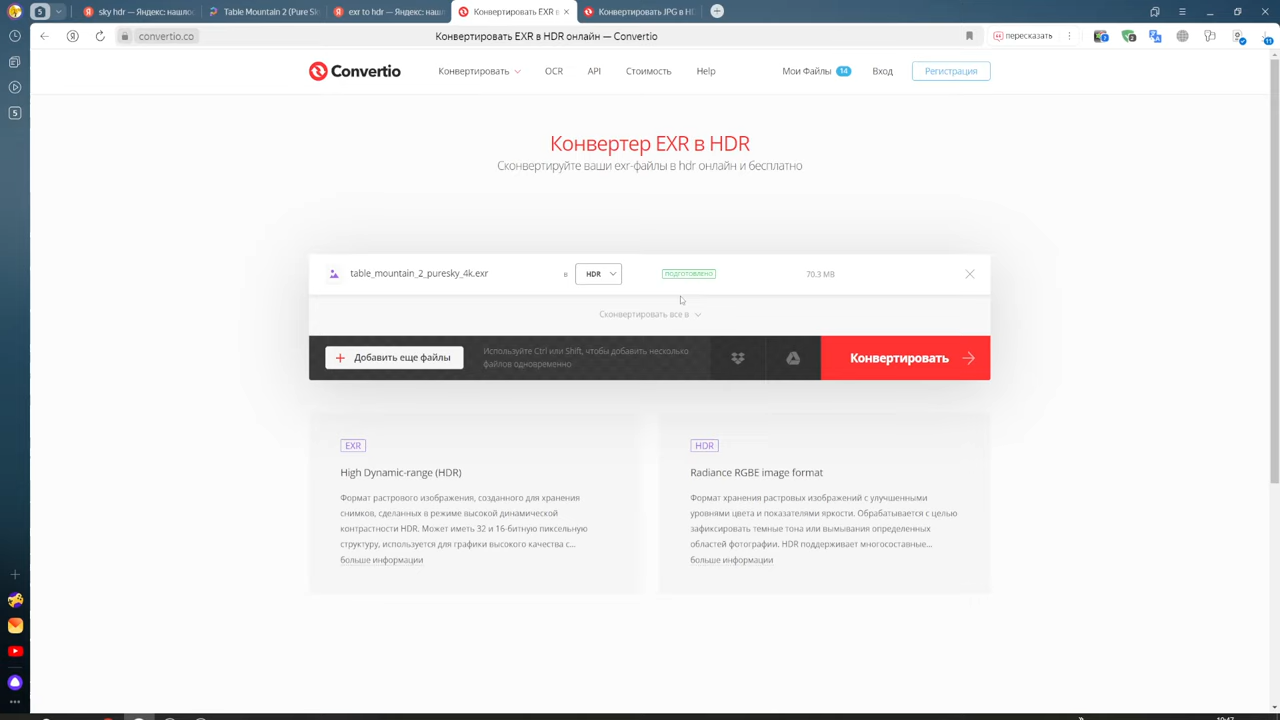 5
sky hdr — Яндекс: нашлос
Table Mountain 2 (Pure Sk
exr to hdr — Яндекс: наш
Конвертировать EXR в
Конвертировать JPG в H
convertio.co
Конвертировать EXR в HDR онлайн — Convertio
пересказать
11
5
Convertio
Конвертировать
OCR
API
Стоимость
Help
Мои Файлы 14
Вход
Регистрация
Конвертер EXR в HDR
Сконвертируйте ваши exr-файлы в hdr онлайн и бесплатно
table_mountain_2_puresky_4k.exr
в
HDR
ПОДГОТОВЛЕНО
70.3 MB
Сконвертировать все в
Добавить еще файлы
Используйте Ctrl или Shift, чтобы добавить несколько
файлов одновременно
Конвертировать
EXR
High Dynamic-range (HDR)
Формат растрового изображения, созданного для хранения
снимков, сделанных в режиме высокой динамической
контрастности HDR. Может иметь 32 и 16-битную пиксельную
структуру, используется для графики высокого качества с...
больше информации
HDR
Radiance RGBE image format
Формат хранения растровых изображений с улучшенными
уровнями цвета и показателями яркости. Обрабатывается с целью
зафиксировать темные тона или вымывания определенных
областей фотографии. HDR поддерживает многосоставные...
больше информации